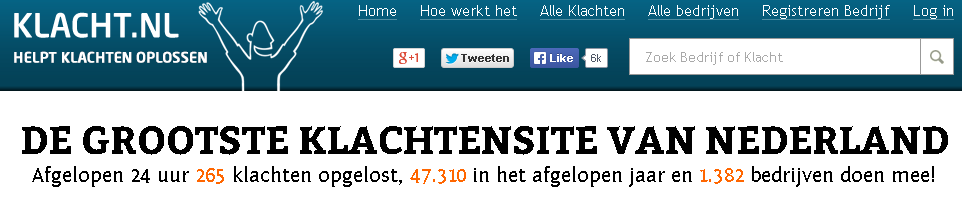 KLACHT.NL
HELPT KLACHTEN OPLOSSEN
Home Hoe werkt het Alle Klachten Alle bedrijven Registreren Bedrijf Log in
g+1 Tweeten Like 6k Zoek Bedrijf of Klacht
DE GROOTSTE KLACHTENSITE VAN NEDERLAND
Afgelopen 24 uur 265 klachten opgelost, 47.310 in het afgelopen jaar en 1.382 bedrijven doen mee!